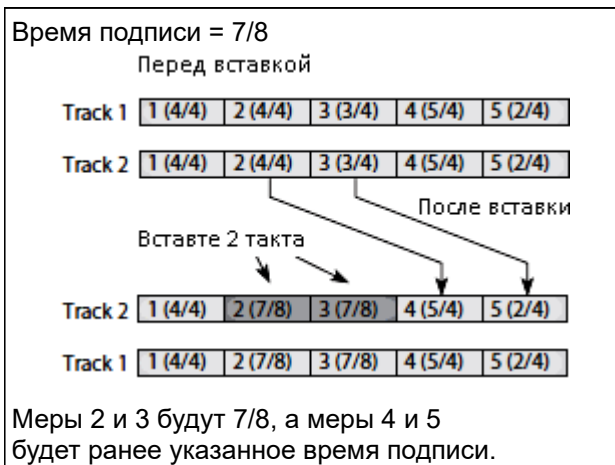 Время подписи = 7/8
Перед вставкой
Track 1 1 (4/4) 2 (4/4) 3 (3/4) 4 (5/4) 5 (2/4)
Track 2 1 (4/4) 2 (4/4) 3 (3/4) 4 (5/4) 5 (2/4)
После вставки
Вставте 2 такта
Track 2 1 (4/4) 2 (7/8) 3 (7/8) 4 (5/4) 5 (2/4)
Track 1 1 (4/4) 2 (7/8) 3 (7/8) 4 (5/4) 5 (2/4)
Меры 2 и 3 будут 7/8, а меры 4 и 5
будет ранее указанное время подписи.